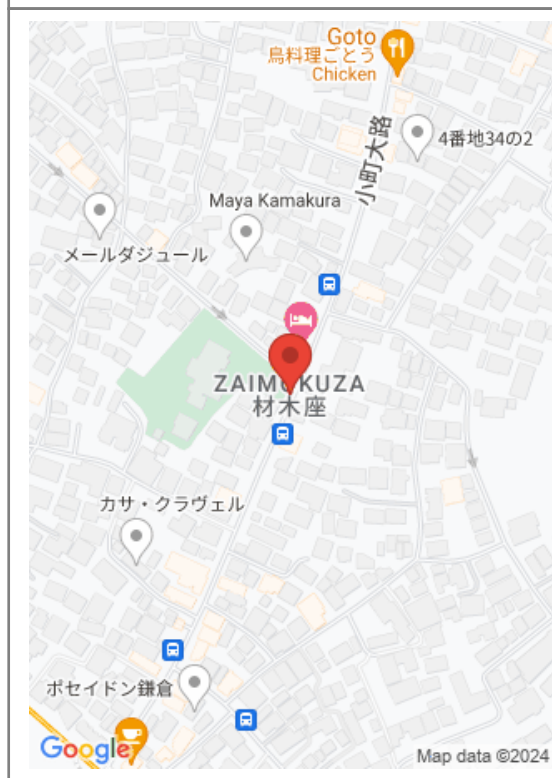 Goto
鳥料理ごとう
Chicken
小町大路
4番地34の2
Maya Kamakura
メールダジュール
ZAIMOKUZA
材木座
カサ・クラヴェル
ポセイドン鎌倉
Google
Map data ©2024